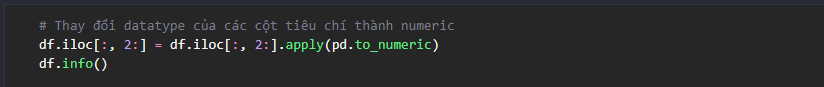 # Thay đổi datatype của các cột tiêu chí thành numeric
df.iloc[:, 2:] = df.iloc[:, 2:].apply(pd.to_numeric)
df.info()